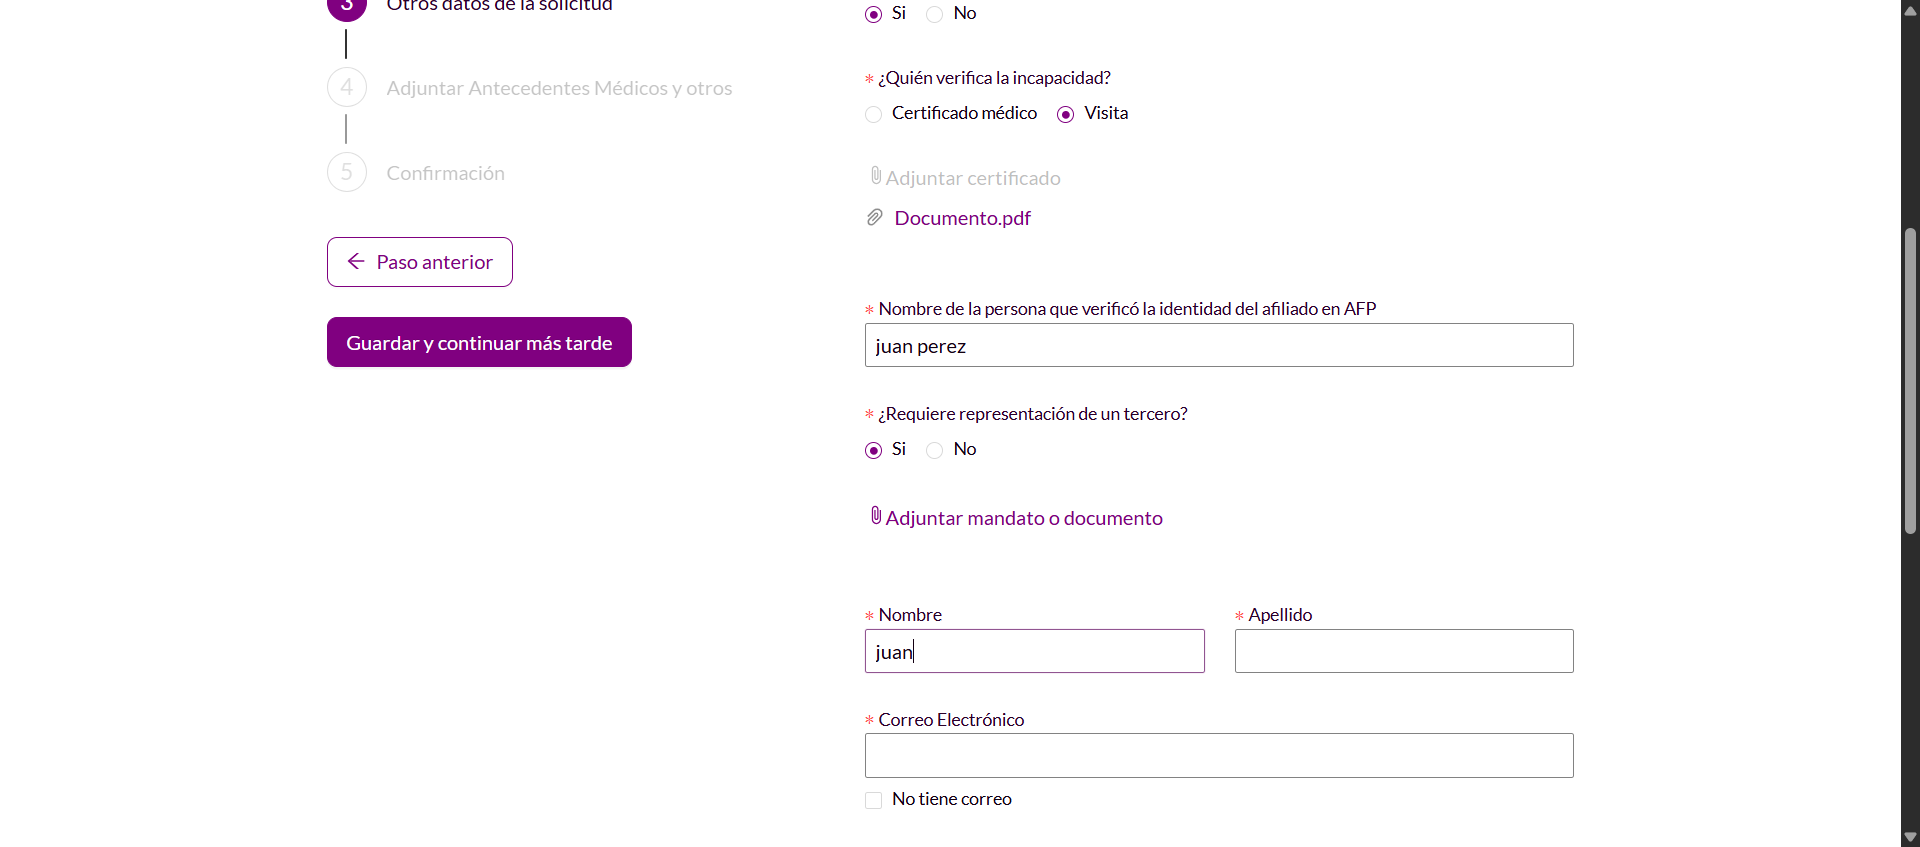 3 Otros datos de la solicitud
4 Adjuntar Antecedentes Médicos y otros
5 Confirmación
Paso anterior
Guardar y continuar más tarde
Si No
* ¿Quién verifica la incapacidad?
Certificado médico Visita
Adjuntar certificado
Documento.pdf
* Nombre de la persona que verificó la identidad del afiliado en AFP
juan perez
* ¿Requiere representación de un tercero?
Si No
Adjuntar mandato o documento
* Nombre * Apellido
juan
* Correo Electrónico
No tiene correo